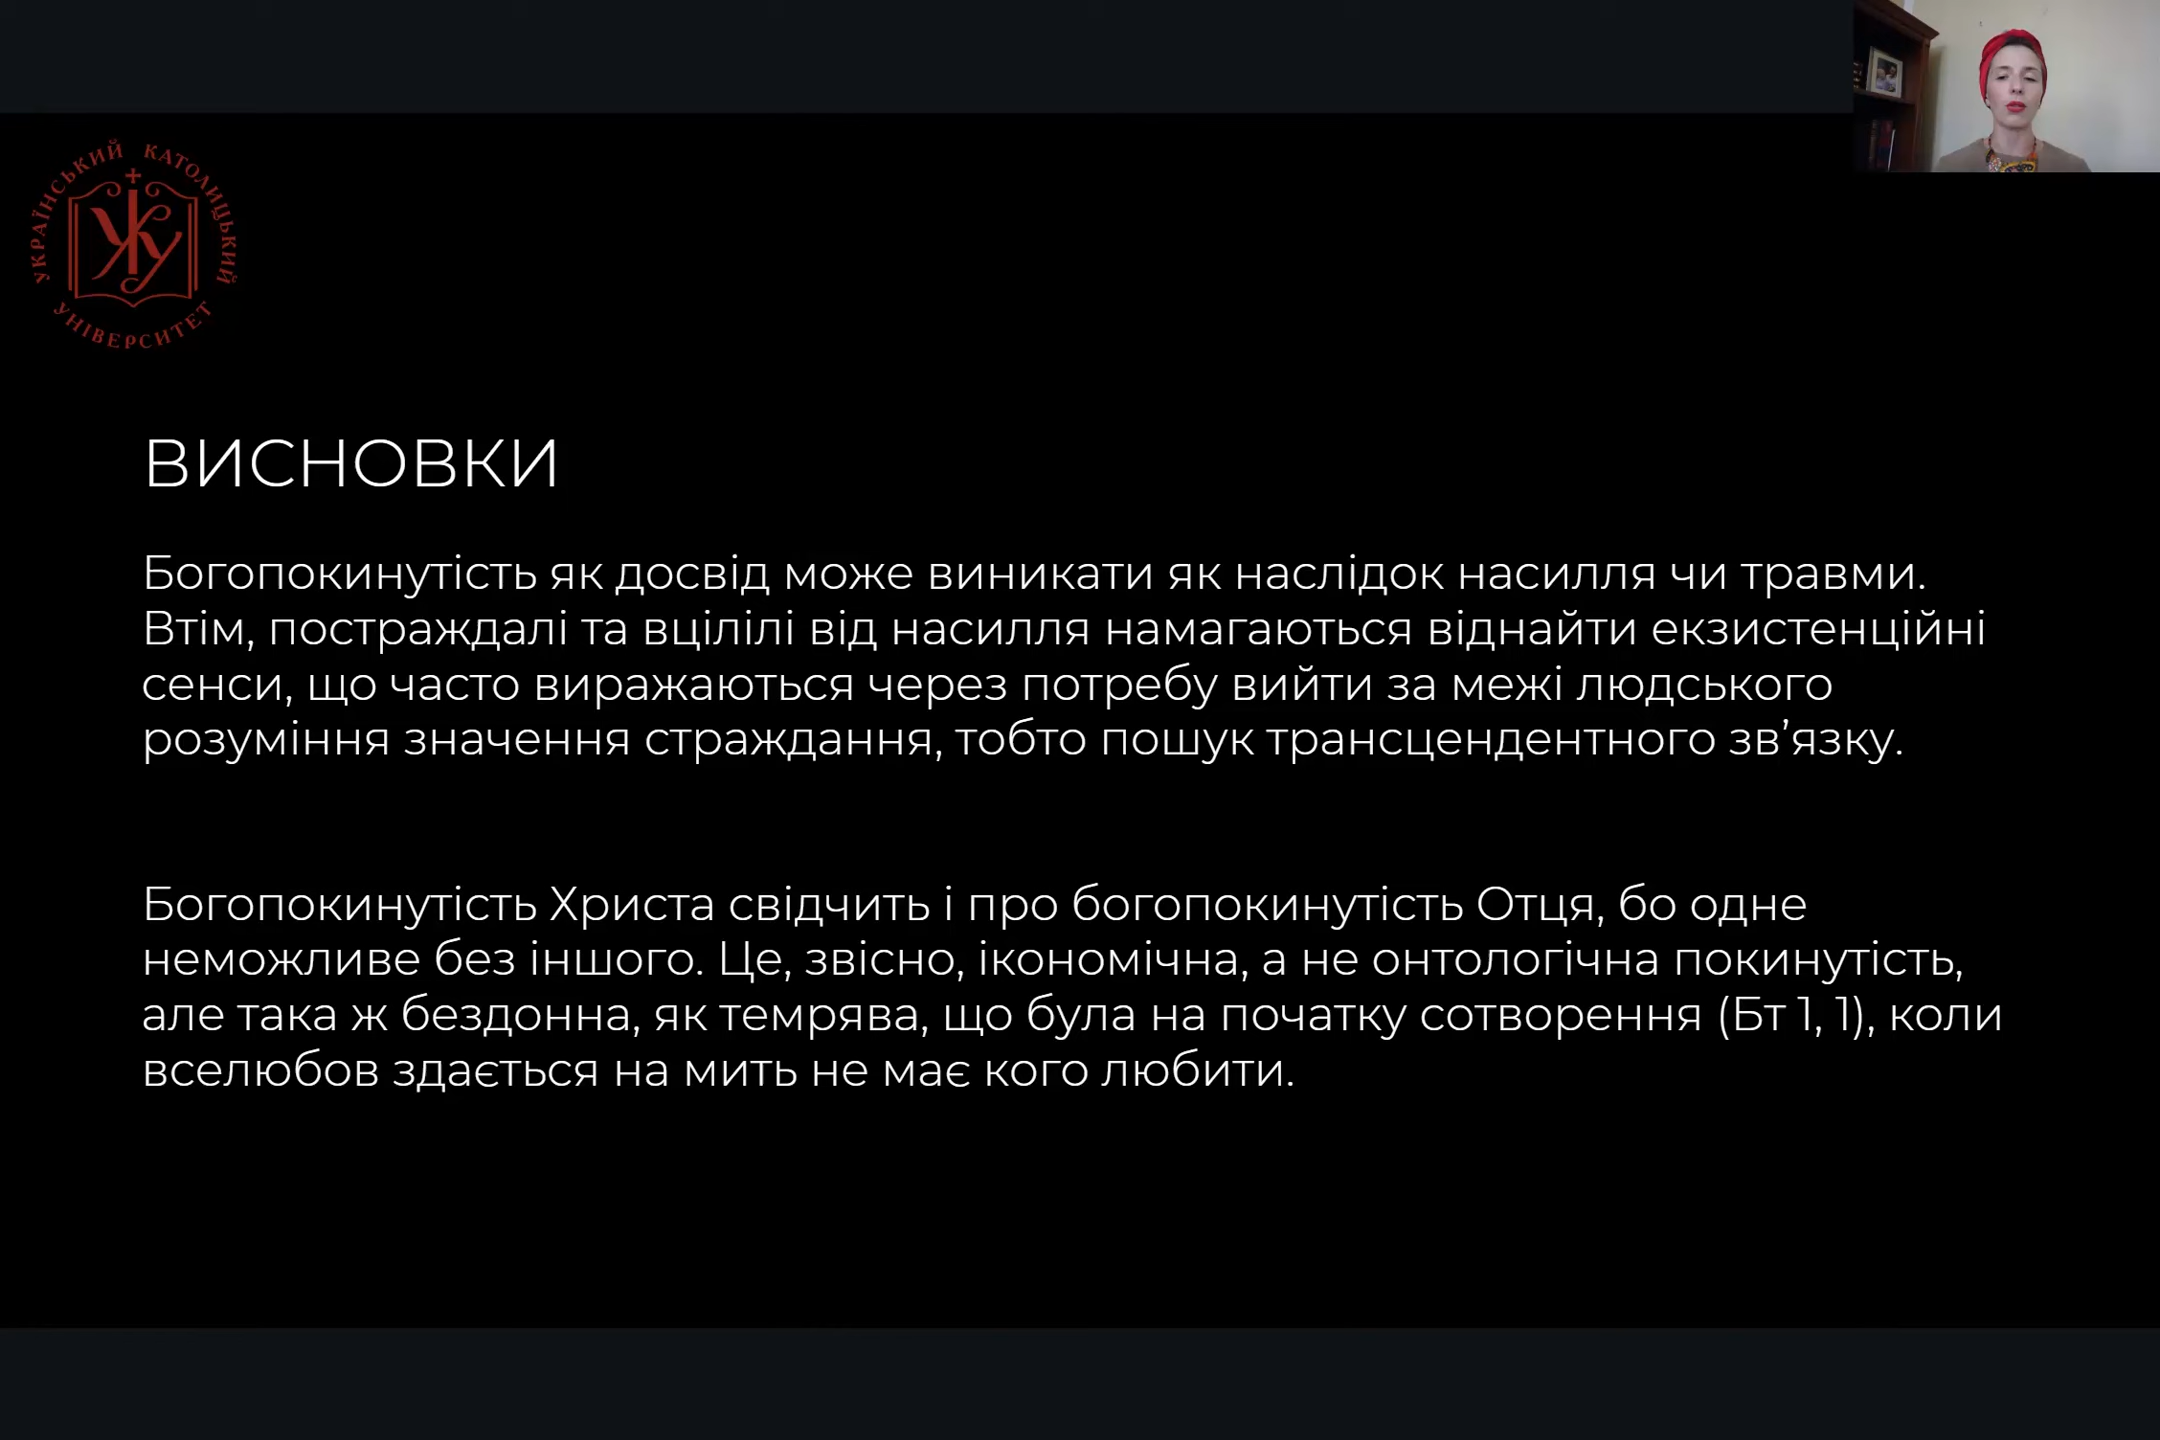 УКРАЇНСЬКИЙ КАТОЛИЦЬКИЙ
УНІВЕРСИТЕТ
ВИСНОВКИ
Богопокинутість як досвід може виникати як наслідок насилля чи травми.
Втім, постраждалі та вцілілі від насилля намагаються віднайти екзистенційні
сенси, що часто виражаються через потребу вийти за межі людського
розуміння значення страждання, тобто пошук трансцендентного зв’язку.
Богопокинутість Христа свідчить і про богопокинутість Отця, бо одне
неможливе без іншого. Це, звісно, ікономічна, а не онтологічна покинутість,
але така ж бездонна, як темрява, що була на початку сотворення (Бт 1, 1), коли
вселюбов здається на мить не має кого любити.